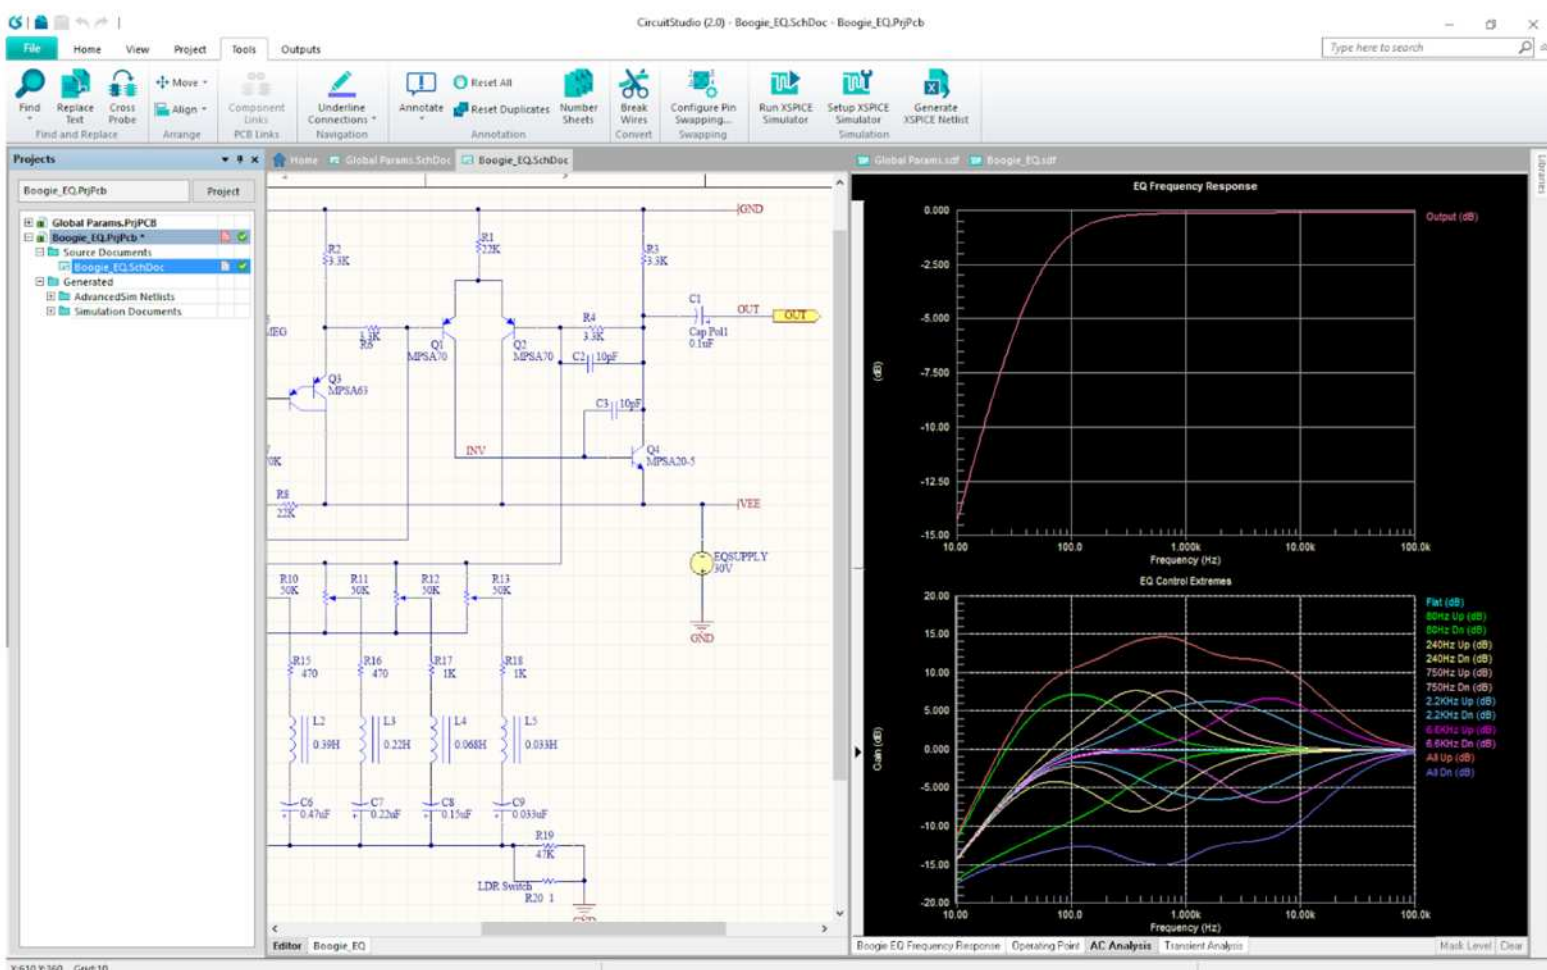 CircuitStudio (2.0) - Boogie_EQ.SchDoc - Boogie_EQ.PrjPcb
File Home View Project Tools Outputs
Type here to search
Find Replace Text Cross Probe
Move Align
Component Links
Underline Connections
Annotate Reset All Reset Duplicates Number Sheets
Break Wires
Configure Pin Swapping...
Run XSPICE Simulator Setup XSPICE Simulator Generate XSPICE Netlist
Find and Replace Arrange PCB Links Navigation Annotation Convert Swapping Simulation
Projects
Boogie_EQ.PrjPcb Project
Global Params.PrjPCB
Boogie_EQ.PrjPcb *
Source Documents
Boogie_EQ.SchDoc
Generated
AdvancedSim Netlists
Simulation Documents
Home Global Params.SchDoc Boogie_EQ.SchDoc
GND
R2
3.3K
R1
22K
R3
3.3K
C1
Cap Pol1
0.1uF
OUT
OUT
R4
3.3K
3.3K
R6
Q1
MPSA70
Q2
MPSA70
C2 10pF
Q3
MPSA63
C3 10pF
INV
Q4
MPSA20-5
R8
22K
VEE
EQSUPPLY
30V
GND
R10
50K
R11
50K
R12
50K
R13
50K
R15
470
R16
470
R17
1K
R18
1K
L2
0.39H
L3
0.22H
L4
0.068H
L5
0.033H
C6
0.47uF
C7
0.22uF
C8
0.15uF
C9
0.033uF
R19
47K
LDR Switch
R20 1
GND
Editor Boogie_EQ
Global Params.sdf Boogie_EQ.sdf
Libraries
EQ Frequency Response
Output (dB)
(dB)
0.000
-2.500
-5.000
-7.500
-10.00
-12.50
-15.00
10.00 100.0 1.000k 10.00k 100.0k
Frequency (Hz)
EQ Control Extremes
Gain (dB)
20.00
15.00
10.00
5.000
0.000
-5.000
-10.00
-15.00
-20.00
10.00 100.0 1.000k 10.00k 100.0k
Frequency (Hz)
Flat (dB)
80Hz Up (dB)
80Hz Dn (dB)
240Hz Up (dB)
240Hz Dn (dB)
750Hz Up (dB)
750Hz Dn (dB)
2.2KHz Up (dB)
2.2KHz Dn (dB)
6.6KHz Up (dB)
6.6KHz Dn (dB)
All Up (dB)
All Dn (dB)
Boogie EQ Frequency Response Operating Point AC Analysis Transient Analysis
Mask Level Clear
X:610 Y:360 Grid:10